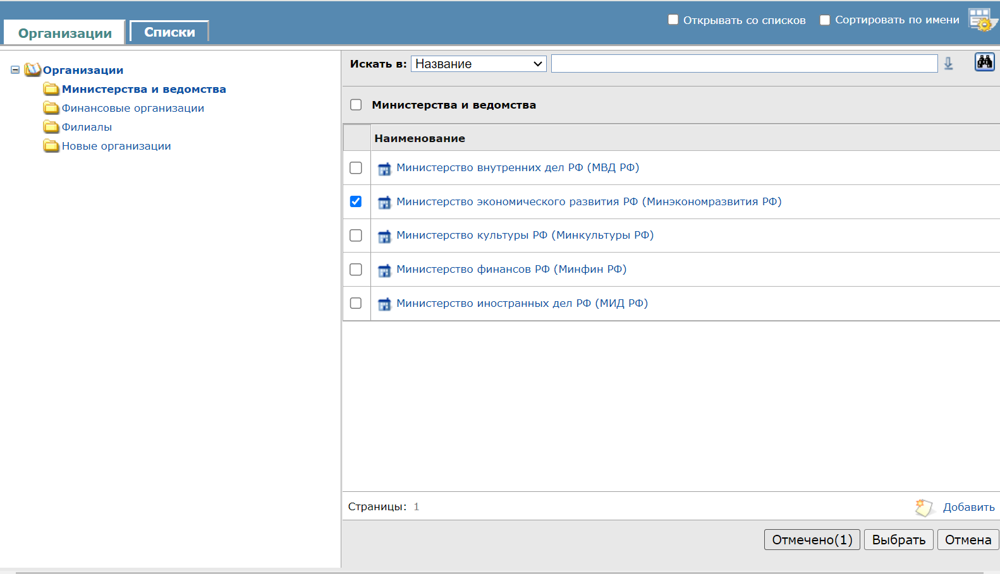 Организации
Списки
Открывать со списков
Сортировать по имени
Организации
Министерства и ведомства
Финансовые организации
Филиалы
Новые организации
Искать в: Название
Министерства и ведомства
Наименование
Министерство внутренних дел РФ (МВД РФ)
Министерство экономического развития РФ (Минэкономразвития РФ)
Министерство культуры РФ (Минкультуры РФ)
Министерство финансов РФ (Минфин РФ)
Министерство иностранных дел РФ (МИД РФ)
Страницы: 1
Добавить
Отмечено(1)
Выбрать
Отмена